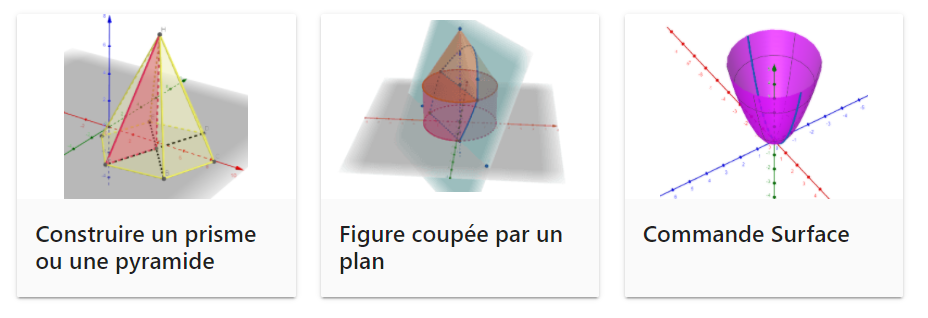 Construire un prisme
ou une pyramide
Figure coupée par un
plan
Commande Surface